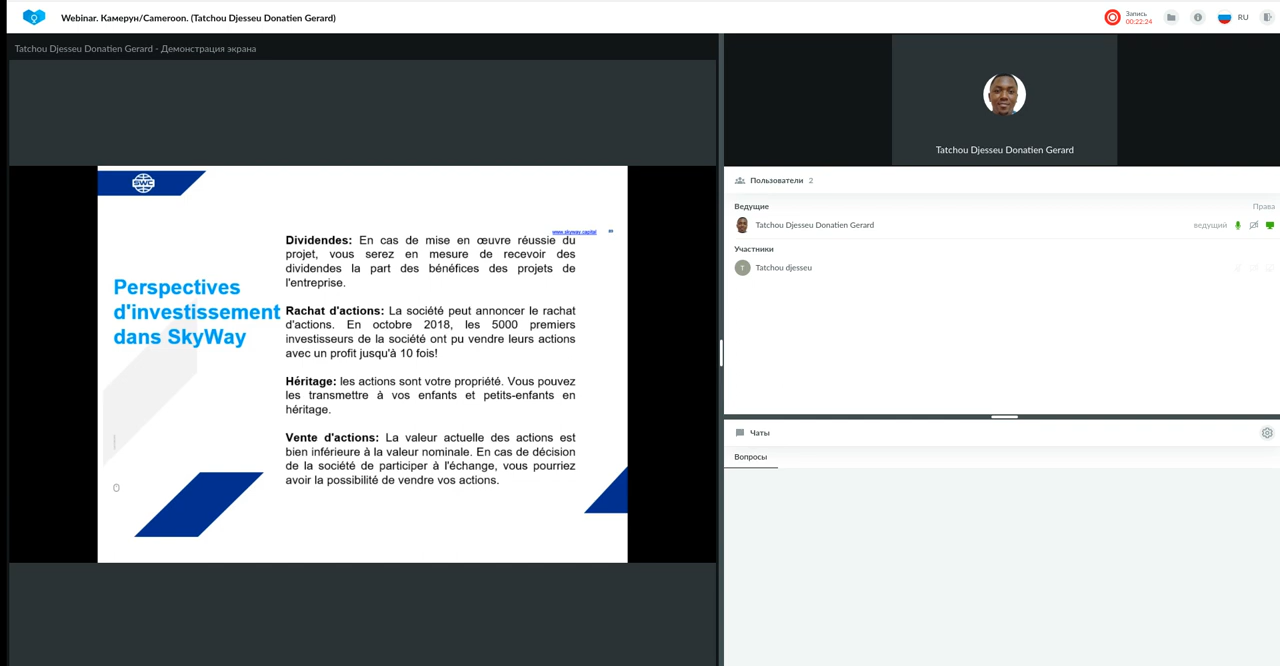 Webinar. Камерун/Cameroon. (Tatchou Djesseu Donatien Gerard)
Запись
00:22:24
RU
Tatchou Djesseu Donatien Gerard - Демонстрация экрана
SWC
www.skyway.capital
Perspectives
d'investissement
dans SkyWay
Dividendes: En cas de mise en œuvre réussie du
projet, vous serez en mesure de recevoir des
dividendes la part des bénéfices des projets de
l'entreprise.
Rachat d'actions: La société peut annoncer le rachat
d'actions. En octobre 2018, les 5000 premiers
investisseurs de la société ont pu vendre leurs actions
avec un profit jusqu'à 10 fois!
Héritage: les actions sont votre propriété. Vous pouvez
les transmettre à vos enfants et petits-enfants en
héritage.
Vente d'actions: La valeur actuelle des actions est
bien inférieure à la valeur nominale. En cas de décision
de la société de participer à l'échange, vous pourriez
avoir la possibilité de vendre vos actions.
Tatchou Djesseu Donatien Gerard
Пользователи 2
Ведущие Права
Tatchou Djesseu Donatien Gerard ведущий
Участники
T Tatchou djesseu
Чаты
Вопросы